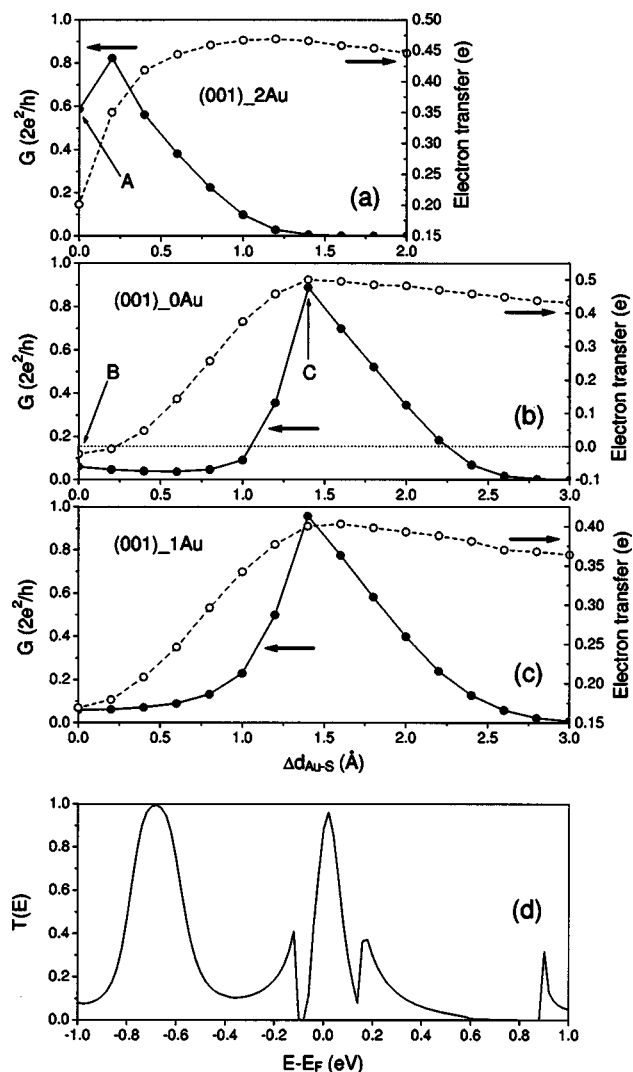 1.0
0.8
0.6
0.4
0.2
0.0
G (2e²/h)
(001)_2Au
A
(a)
0.50
0.45
0.40
0.35
0.30
0.25
0.20
0.15
Electron transfer (e)
0.0 0.5 1.0 1.5 2.0
1.0
0.8
0.6
0.4
0.2
0.0
G (2e²/h)
(001)_0Au
B
C
(b)
0.5
0.4
0.3
0.2
0.1
0.0
-0.1
Electron transfer (e)
0.0 0.5 1.0 1.5 2.0 2.5 3.0
1.0
0.8
0.6
0.4
0.2
0.0
G (2e²/h)
(001)_1Au
(c)
0.40
0.35
0.30
0.25
0.20
0.15
Electron transfer (e)
0.0 0.5 1.0 1.5 2.0 2.5 3.0
Δd_Au-S (Å)
1.0
0.8
0.6
0.4
0.2
0.0
T(E)
(d)
-1.0 -0.8 -0.6 -0.4 -0.2 0.0 0.2 0.4 0.6 0.8 1.0
E-E_F (eV)